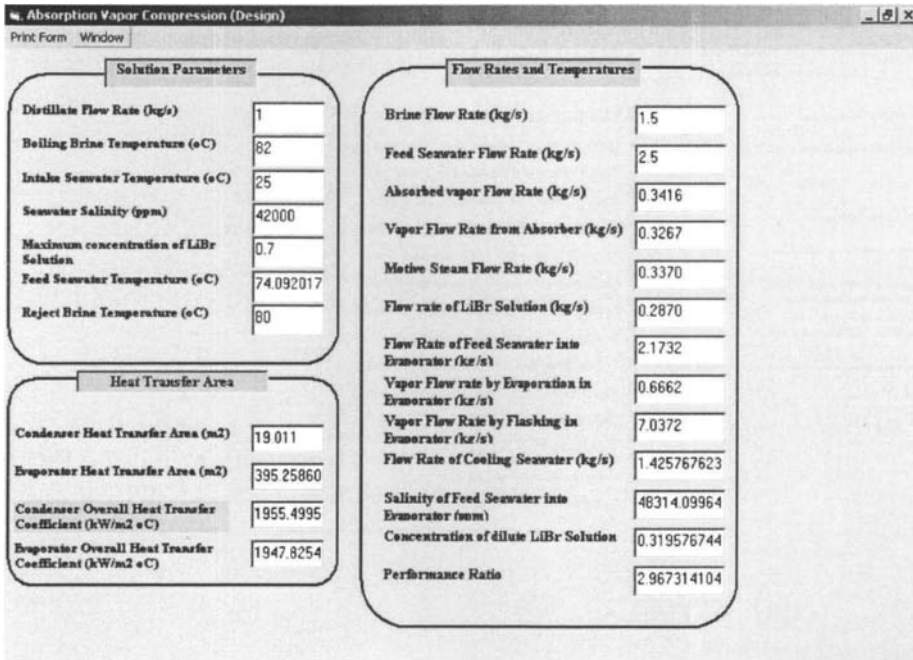 Absorption Vapor Compression (Design)
Print Form Window
Solution Parameters
Distillate Flow Rate (kg/s) 1
Boiling Brine Temperature (oC) 82
Intake Seawater Temperature (oC) 25
Seawater Salinity (ppm) 42000
Maximum concentration of LiBr
Solution 0.7
Feed Seawater Temperature (oC) 74.092017
Reject Brine Temperature (oC) 80
Heat Transfer Area
Condenser Heat Transfer Area (m2) 19.011
Evaporator Heat Transfer Area (m2) 395.25860
Condenser Overall Heat Transfer
Coefficient (kW/m2 oC) 1955.4995
Evaporator Overall Heat Transfer
Coefficient (kW/m2 oC) 1947.8254
Flow Rates and Temperatures
Brine Flow Rate (kg/s) 1.5
Feed Seawater Flow Rate (kg/s) 2.5
Absorbed vapor Flow Rate (kg/s) 0.3416
Vapor Flow Rate from Absorber (kg/s) 0.3267
Motive Steam Flow Rate (kg/s) 0.3370
Flow rate of LiBr Solution (kg/s) 0.2870
Flow Rate of Feed Seawater into
Evaporator (kg/s) 2.1732
Vapor Flow rate by Evaporation in
Evaporator (kg/s) 0.6662
Vapor Flow Rate by Flashing in
Evaporator (kg/s) 7.0372
Flow Rate of Cooling Seawater (kg/s) 1.425767623
Salinity of Feed Seawater into
Evaporator (ppm) 48314.09964
Concentration of dilute LiBr Solution 0.319576744
Performance Ratio 2.967314104